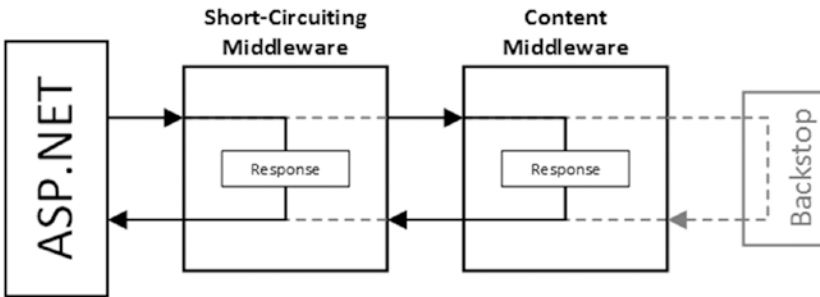 Short-Circuiting
Middleware
Content
Middleware
ASP.NET
Response
Response
Backstop